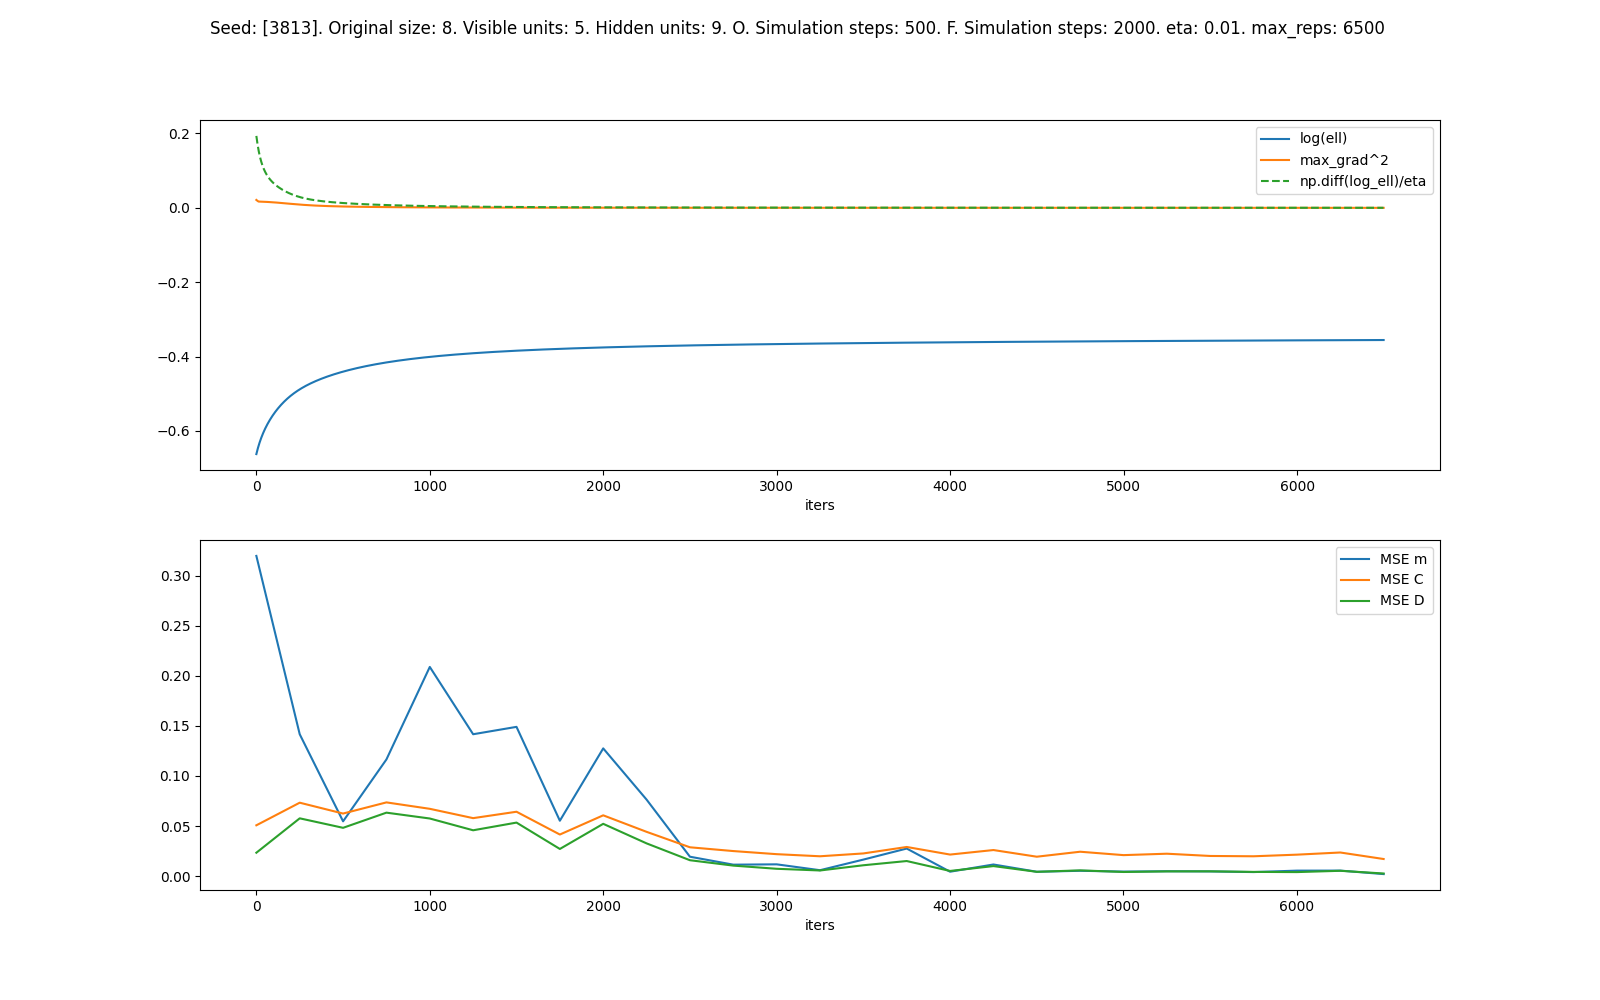 Seed: [3813]. Original size: 8. Visible units: 5. Hidden units: 9. O. Simulation steps: 500. F. Simulation steps: 2000. eta: 0.01. max_reps: 6500
0.2
0.0
−0.2
−0.4
−0.6
log(ell)
max_grad^2
np.diff(log_ell)/eta
0 1000 2000 3000 4000 5000 6000
iters
0.30
0.25
0.20
0.15
0.10
0.05
0.00
MSE m
MSE C
MSE D
0 1000 2000 3000 4000 5000 6000
iters